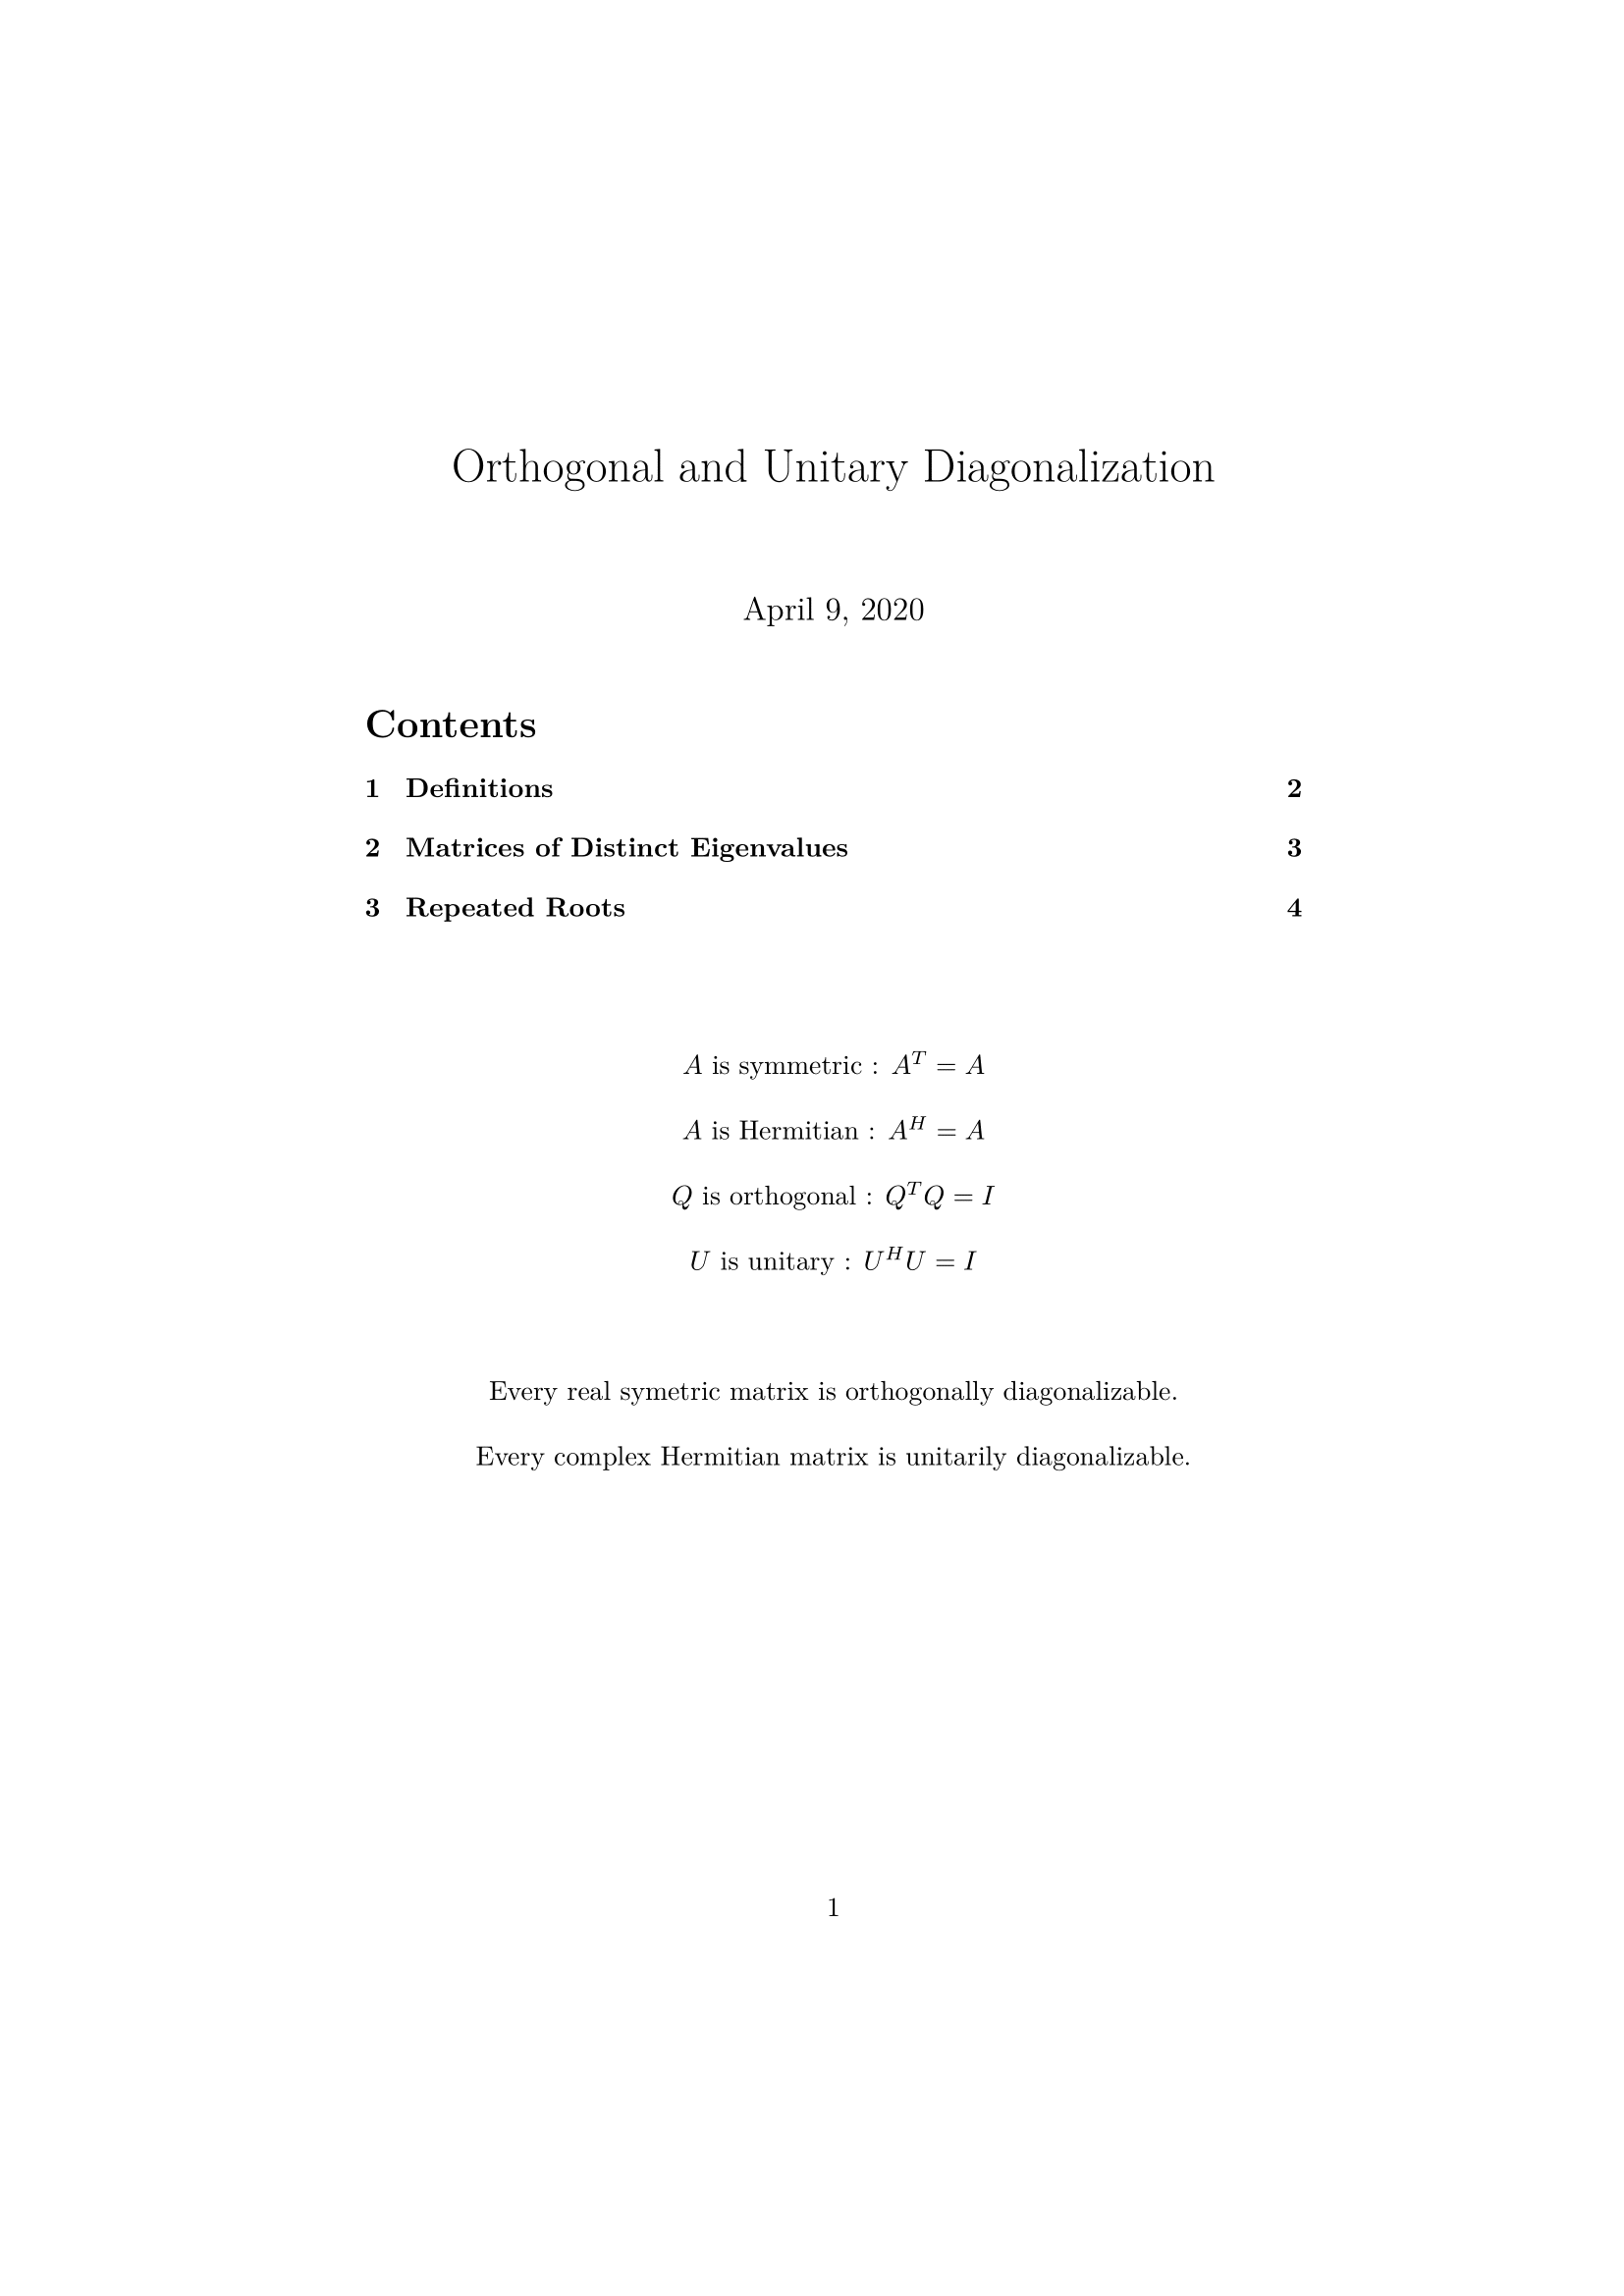 Orthogonal and Unitary Diagonalization
April 9, 2020
Contents
1 Definitions 2
2 Matrices of Distinct Eigenvalues 3
3 Repeated Roots 4
A is symmetric : A^T = A
A is Hermitian : A^H = A
Q is orthogonal : Q^T Q = I
U is unitary : U^H U = I
Every real symetric matrix is orthogonally diagonalizable.
Every complex Hermitian matrix is unitarily diagonalizable.
1